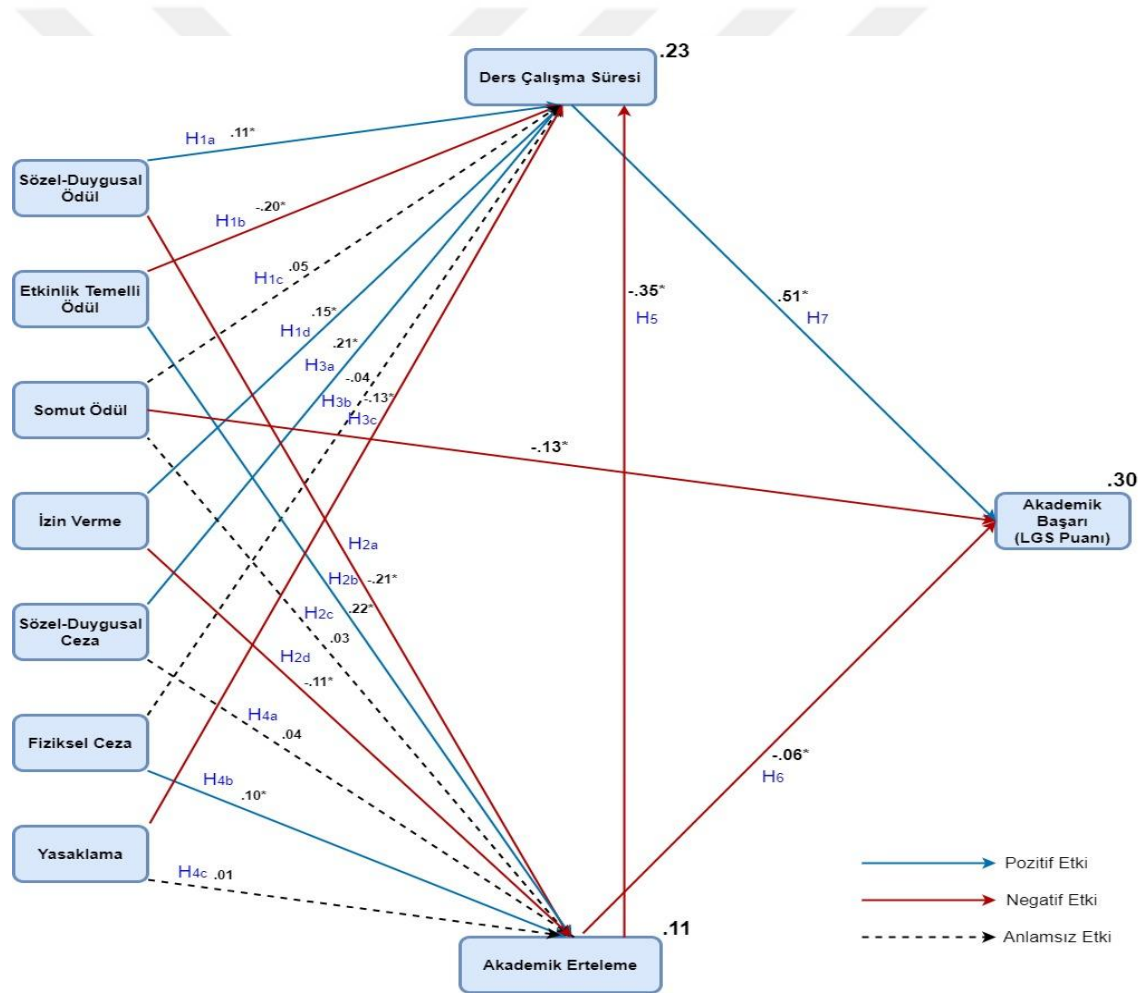 .23
Ders Çalışma Süresi
H1a .11*
Sözel-Duygusal
Ödül
H1b -.20*
Etkinlik Temelli
Ödül
H1c .05
H1d .15*
H3a .21*
H3b -.04
H3c -.13*
-.35*
H5
.51*
H7
Somut Ödül
-.13*
.30
Akademik
Başarı
(LGS Puanı)
İzin Verme
H2a -.21*
H2b .22*
H2c .03
H2d -.11*
Sözel-Duygusal
Ceza
H4a .04
Fiziksel Ceza
H4b .10*
-.06*
H6
Yasaklama
H4c .01
Pozitif Etki
Negatif Etki
Anlamsız Etki
.11
Akademik Erteleme